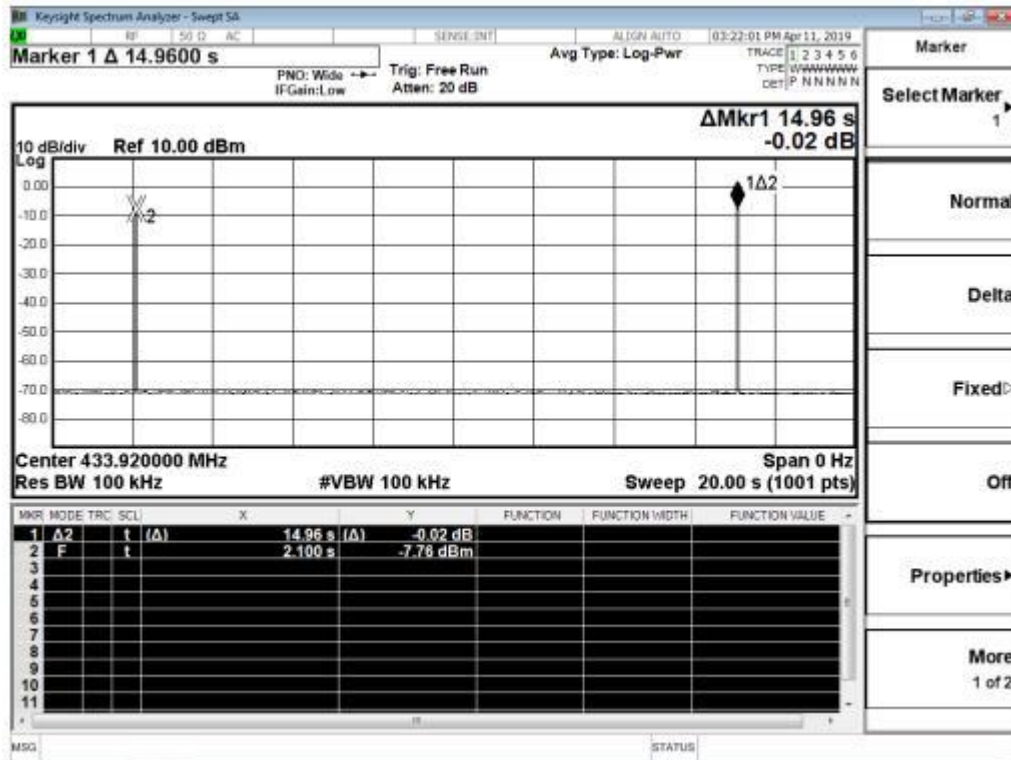 Keysight Spectrum Analyzer - Swept SA
RF 50 Ω AC SENSE:INT ALIGN AUTO 03:22:01 PM Apr 11, 2019
Marker 1 Δ 14.9600 s
PNO: Wide
IFGain:Low
Trig: Free Run
Atten: 20 dB
Avg Type: Log-Pwr
TRACE 1 2 3 4 5 6
TYPE
DET P N N N N N
ΔMkr1 14.96 s
-0.02 dB
10 dB/div Ref 10.00 dBm
Log
0.00
-10.0
-20.0
-30.0
-40.0
-50.0
-60.0
-70.0
-80.0
2
1Δ2
Center 433.920000 MHz Span 0 Hz
Res BW 100 kHz #VBW 100 kHz Sweep 20.00 s (1001 pts)
MKR MODE TRC SCL X Y FUNCTION FUNCTION WIDTH FUNCTION VALUE
1 Δ2 t (Δ) 14.96 s (Δ) -0.02 dB
2 F t 2.100 s -7.76 dBm
3
4
5
6
7
8
9
10
11
MSG STATUS
Marker
Select Marker
1
Normal
Delta
Fixed
Off
Properties
More
1 of 2